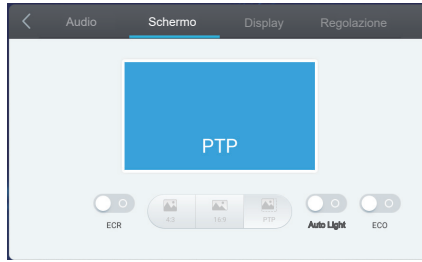 Audio Schermo Display Regolazione
PTP
4:3 16:9 PTP
ECR Auto Light ECO